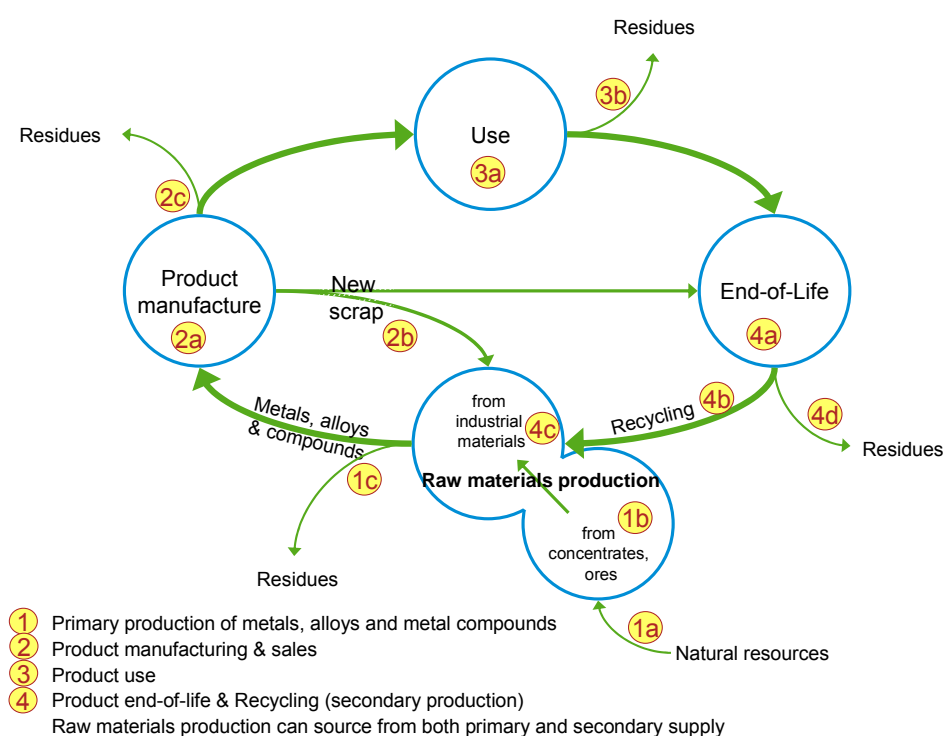 Residues
3b
Residues
Use
3a
2c
Product
manufacture
2a
New
scrap
2b
End-of-Life
4a
from
industrial
materials
4c
Recycling
4b
4d
Residues
Metals, alloys
& compounds
1c
Raw materials production
1b
from
concentrates,
ores
Residues
1a
Natural resources
1 Primary production of metals, alloys and metal compounds
2 Product manufacturing & sales
3 Product use
4 Product end-of-life & Recycling (secondary production)
Raw materials production can source from both primary and secondary supply